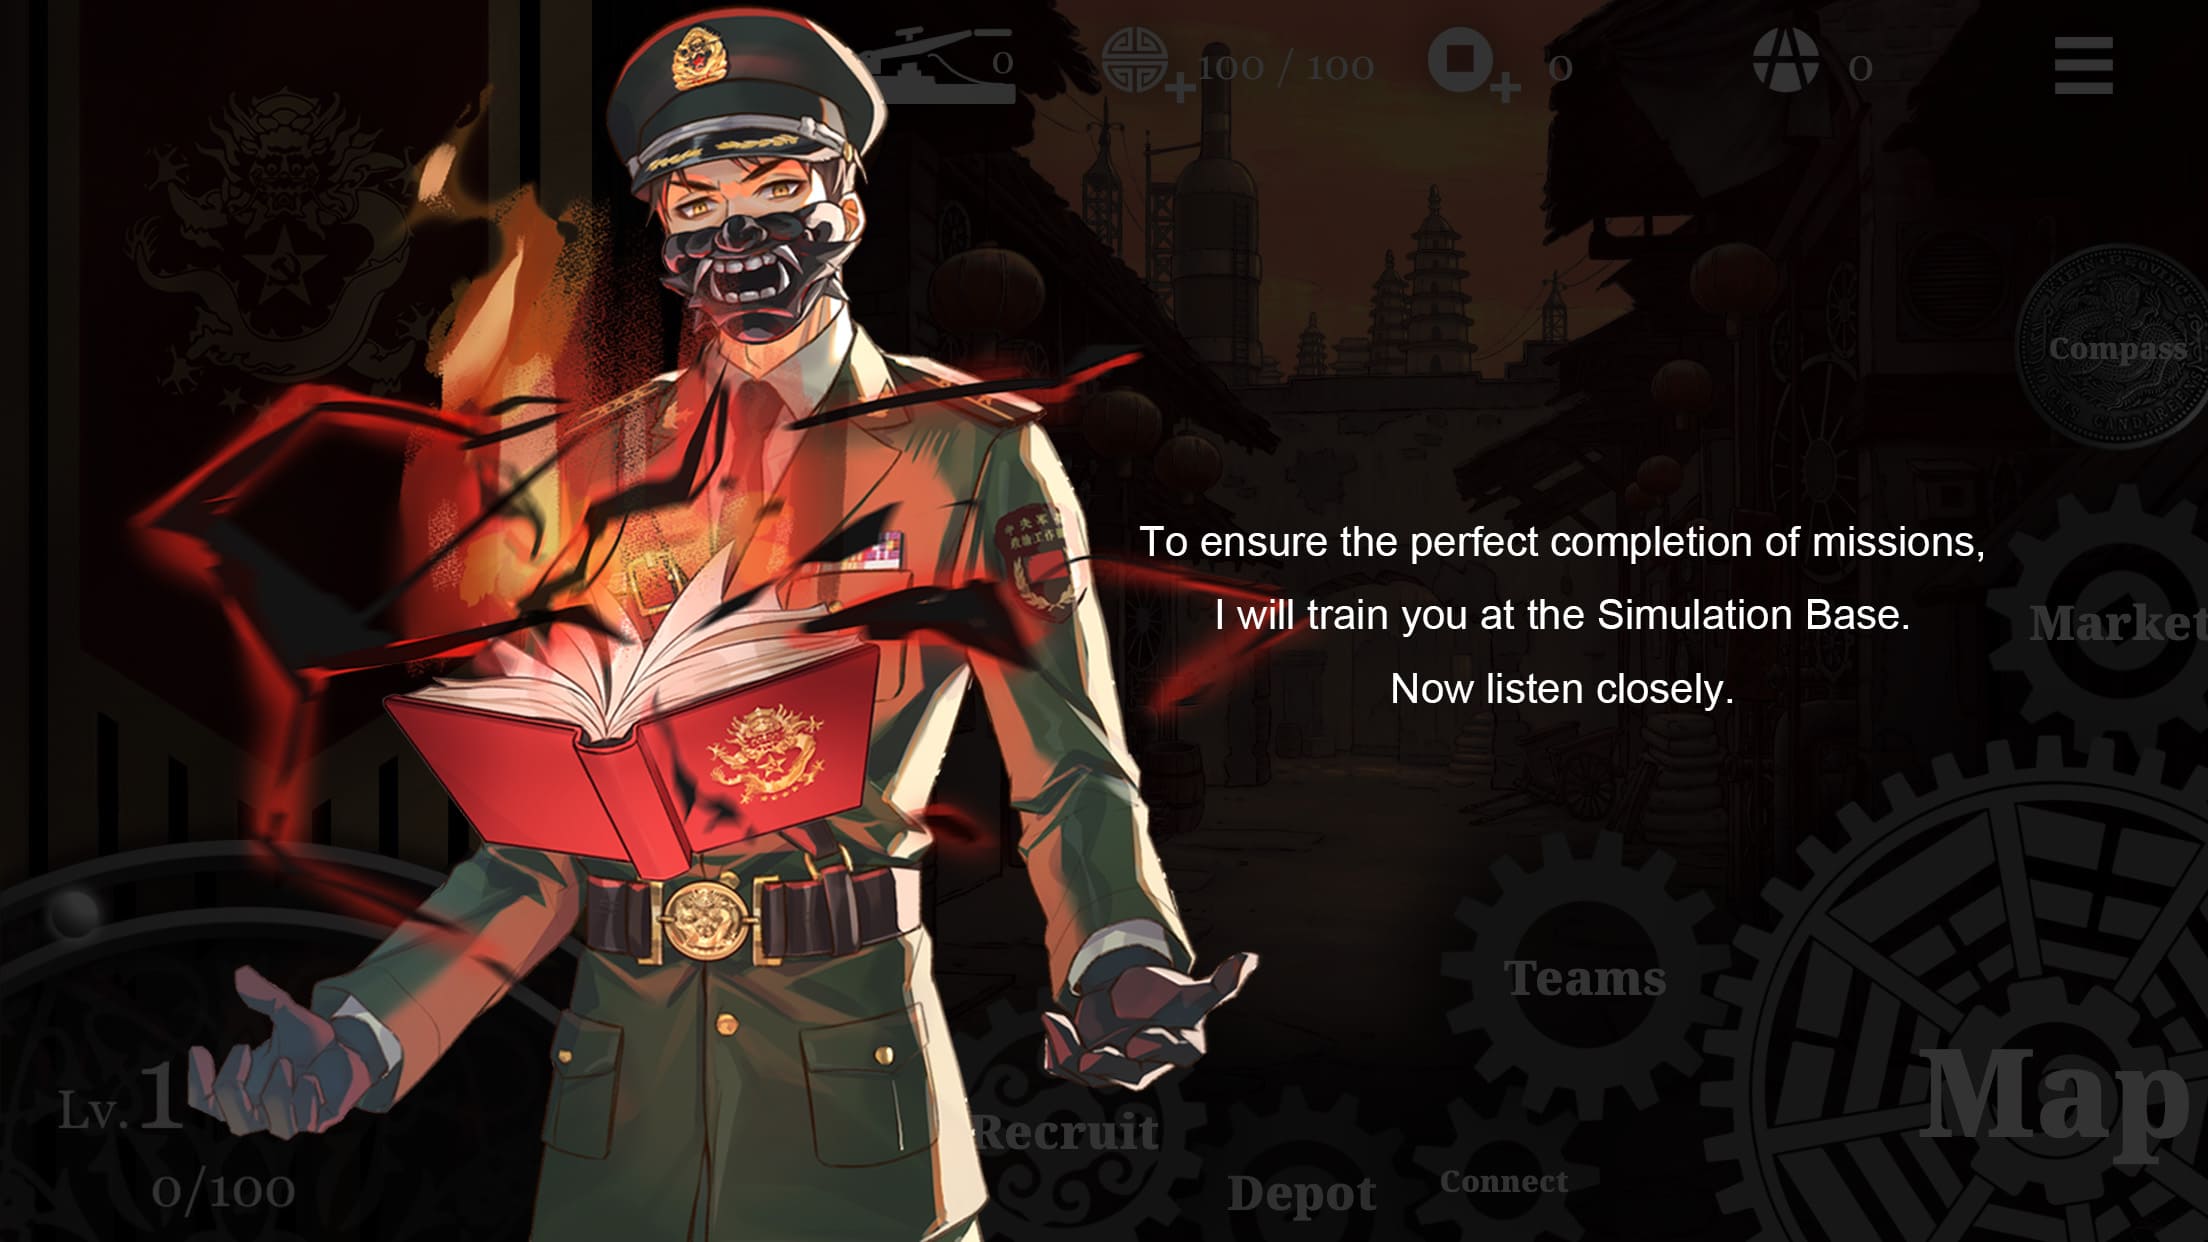 0
100 / 100
0
0
Compass
To ensure the perfect completion of missions,
I will train you at the Simulation Base.
Now listen closely.
Market
Teams
Map
Lv. 1
0/100
Recruit
Depot
Connect